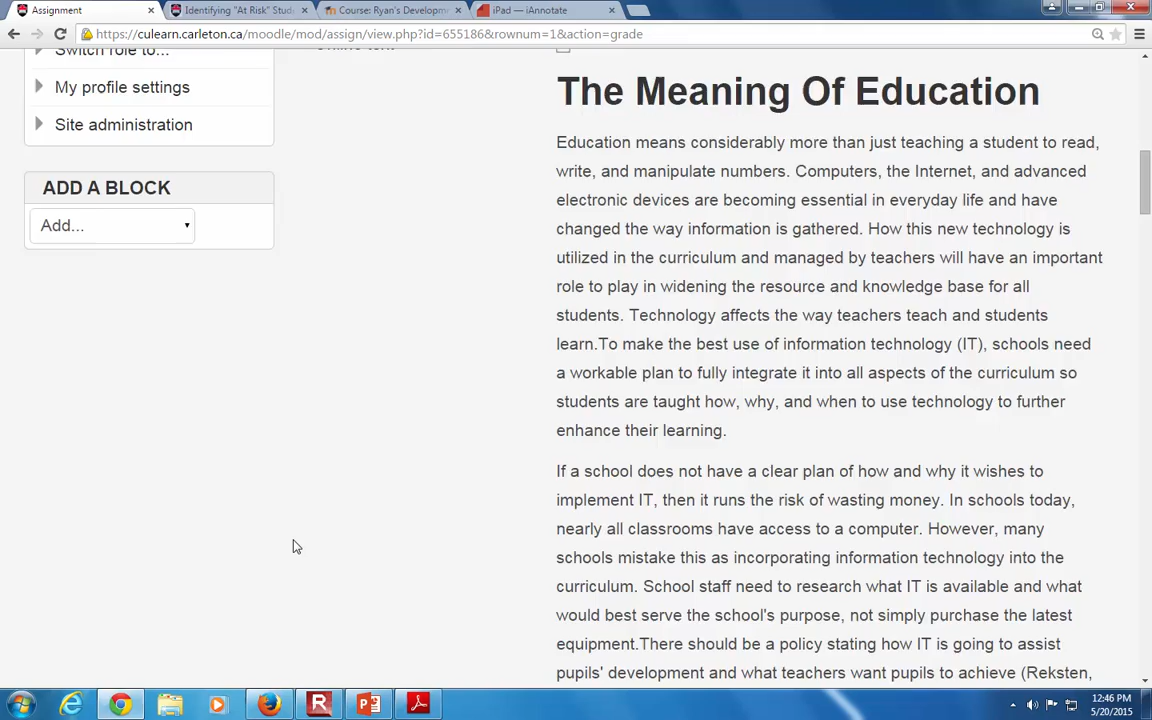 Assignment
Identifying "At Risk" Stud
Course: Ryan's Developm
iPad — iAnnotate
https://culearn.carleton.ca/moodle/mod/assign/view.php?id=655186&rownum=1&action=grade
Switch role to...
My profile settings
Site administration
ADD A BLOCK
Add...
Online text
The Meaning Of Education
Education means considerably more than just teaching a student to read,
write, and manipulate numbers. Computers, the Internet, and advanced
electronic devices are becoming essential in everyday life and have
changed the way information is gathered. How this new technology is
utilized in the curriculum and managed by teachers will have an important
role to play in widening the resource and knowledge base for all
students. Technology affects the way teachers teach and students
learn.To make the best use of information technology (IT), schools need
a workable plan to fully integrate it into all aspects of the curriculum so
students are taught how, why, and when to use technology to further
enhance their learning.
If a school does not have a clear plan of how and why it wishes to
implement IT, then it runs the risk of wasting money. In schools today,
nearly all classrooms have access to a computer. However, many
schools mistake this as incorporating information technology into the
curriculum. School staff need to research what IT is available and what
would best serve the school's purpose, not simply purchase the latest
equipment.There should be a policy stating how IT is going to assist
pupils' development and what teachers want pupils to achieve (Reksten,
12:46 PM
5/20/2015